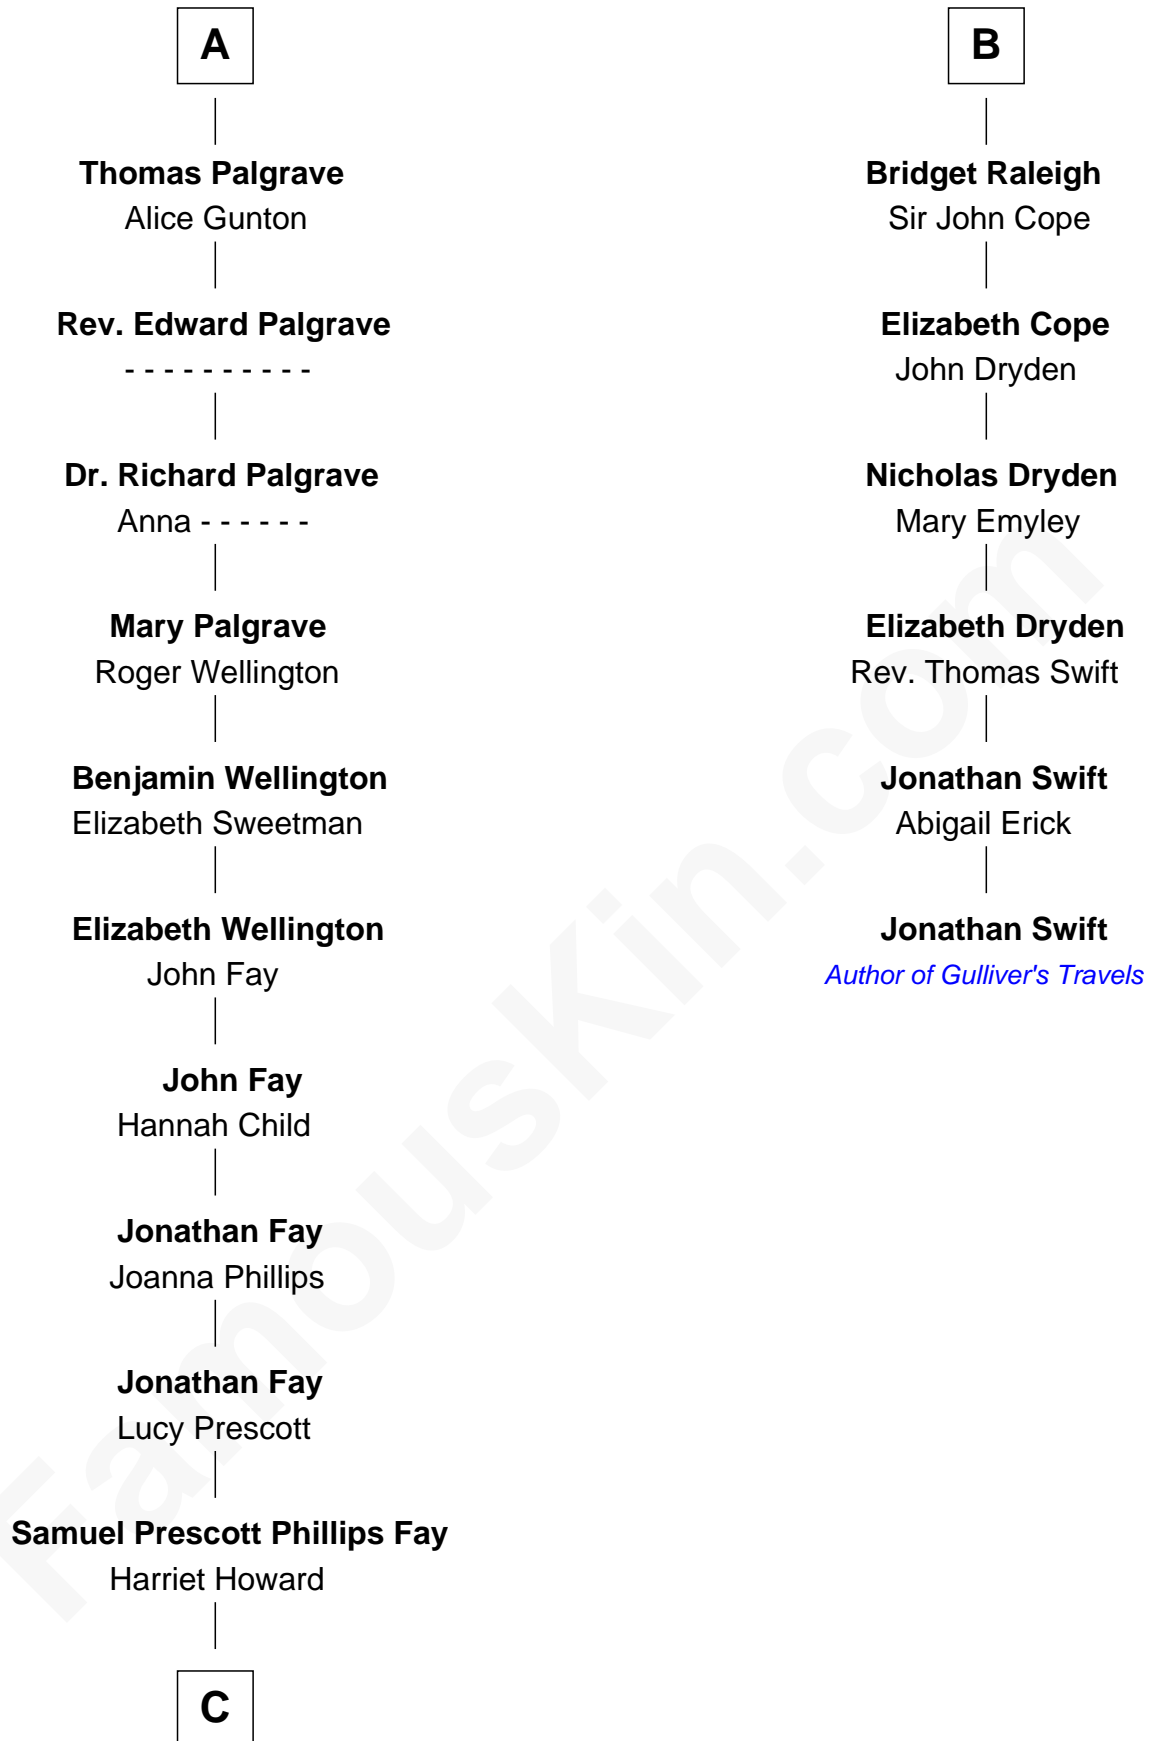 A
Thomas Palgrave
Alice Gunton
Rev. Edward Palgrave
- - - - - - - - - -
Dr. Richard Palgrave
Anna - - - - - -
Mary Palgrave
Roger Wellington
Benjamin Wellington
Elizabeth Sweetman
Elizabeth Wellington
John Fay
John Fay
Hannah Child
Jonathan Fay
Joanna Phillips
Jonathan Fay
Lucy Prescott
Samuel Prescott Phillips Fay
Harriet Howard
C
B
Bridget Raleigh
Sir John Cope
Elizabeth Cope
John Dryden
Nicholas Dryden
Mary Emyley
Elizabeth Dryden
Rev. Thomas Swift
Jonathan Swift
Abigail Erick
Jonathan Swift
Author of Gulliver's Travels
FamousKin.com